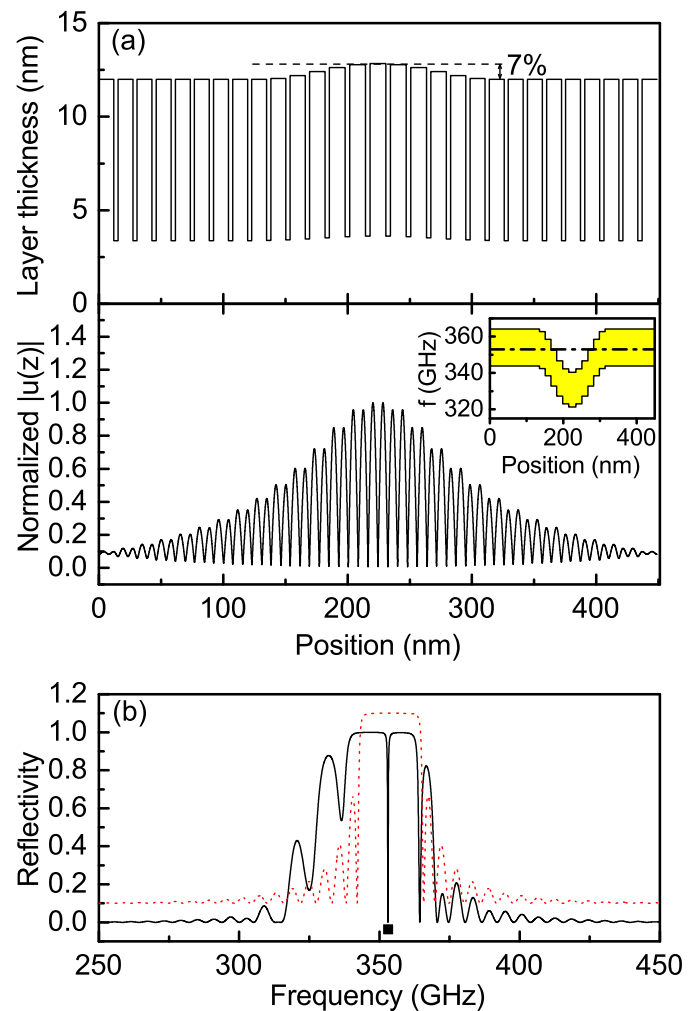 (a)
7%
Layer thickness (nm)
15
10
5
0
Normalized |u(z)|
1.4
1.2
1.0
0.8
0.6
0.4
0.2
0.0
f (GHz)
360
340
320
0 200 400
Position (nm)
0 100 200 300 400
Position (nm)
(b)
Reflectivity
1.2
1.0
0.8
0.6
0.4
0.2
0.0
250 300 350 400 450
Frequency (GHz)